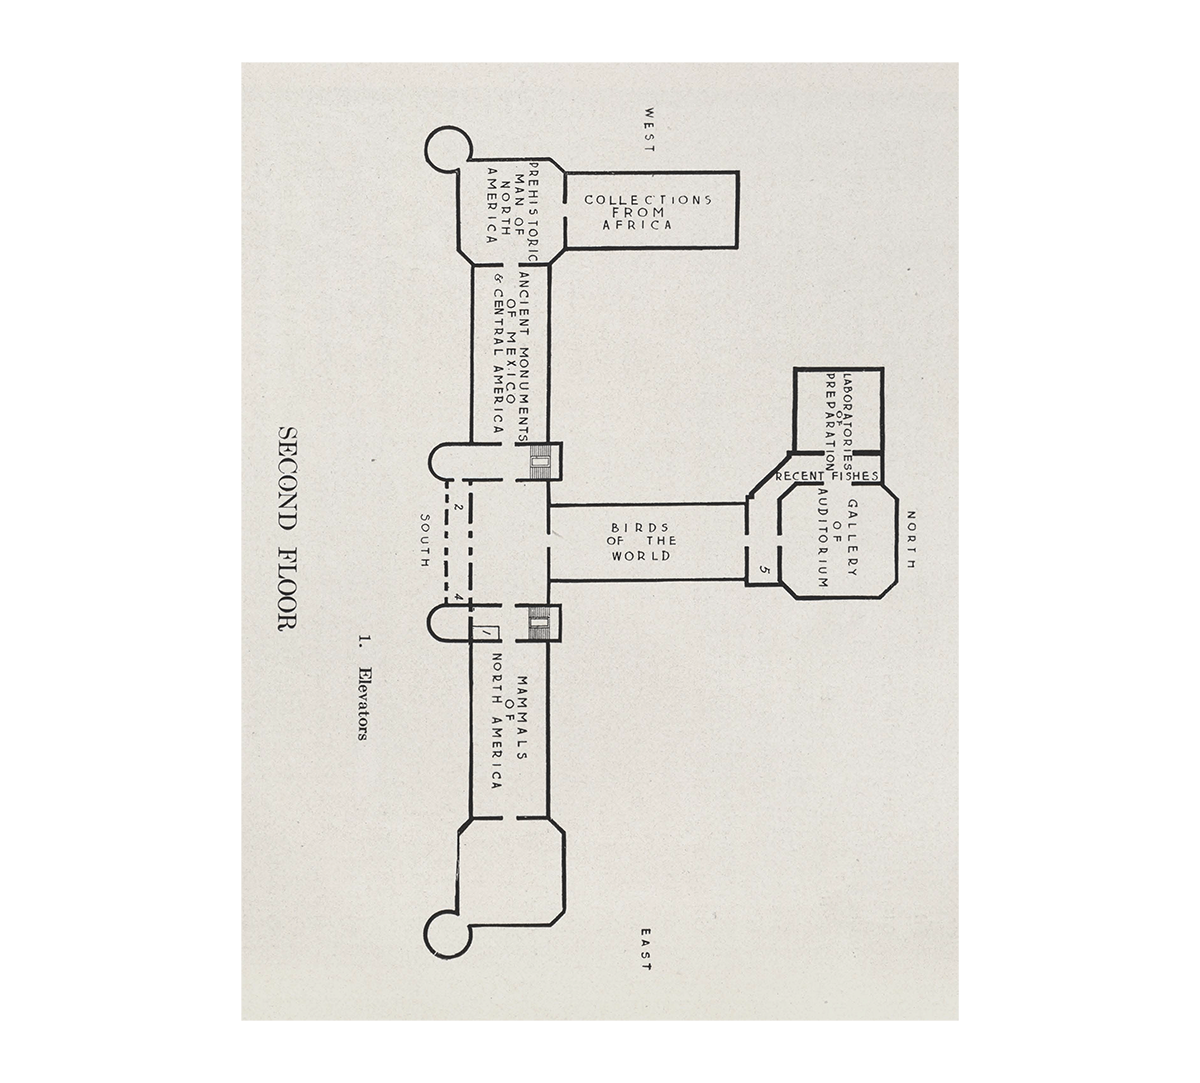 WEST
PREHISTORIC
MAN OF
NORTH
AMERICA
COLLECTIONS
FROM
AFRICA
ANCIENT MONUMENTS
OF MEXICO
& CENTRAL AMERICA
LABORATORIES
OF
PREPARATION
RECENT FISHES
GALLERY
OF
AUDITORIUM
NORTH
BIRDS
OF THE
WORLD
5
2
SOUTH
4
1
MAMMALS
OF
NORTH AMERICA
EAST
1. Elevators
SECOND FLOOR